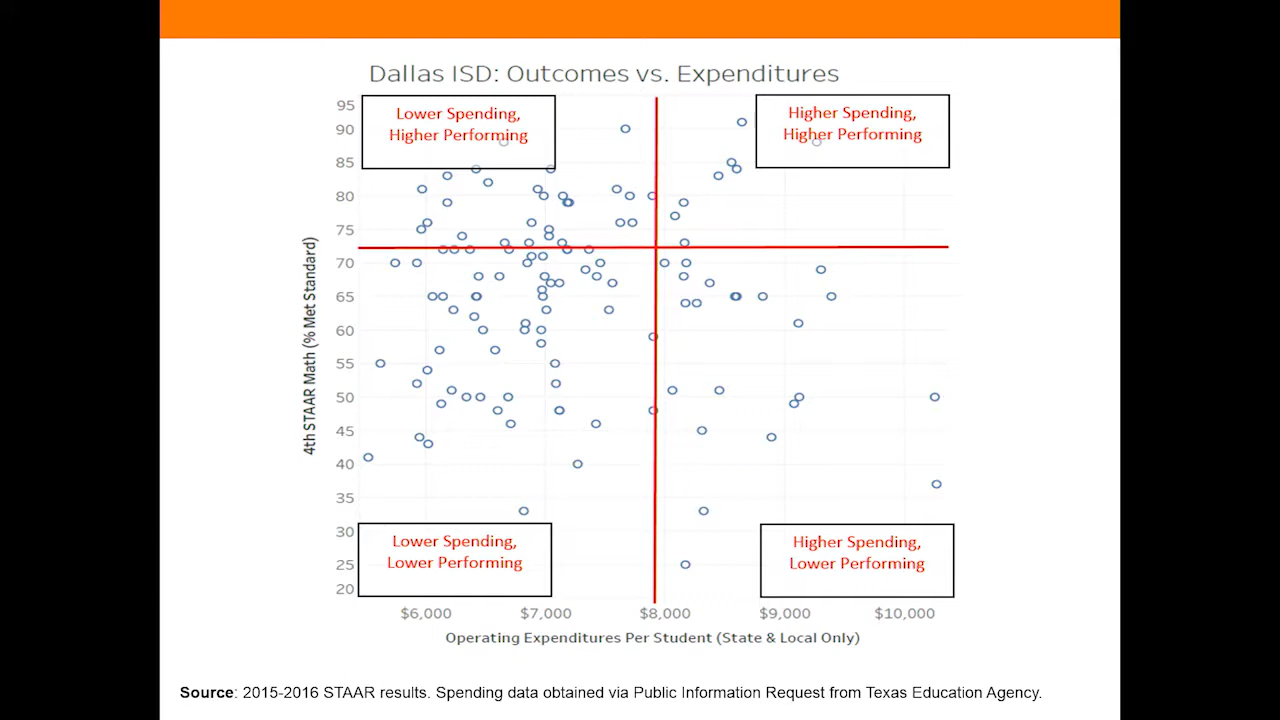 Dallas ISD: Outcomes vs. Expenditures
Lower Spending,
Higher Performing
Higher Spending,
Higher Performing
4th STAAR Math (% Met Standard)
95
90
85
80
75
70
65
60
55
50
45
40
35
30
25
20
Lower Spending,
Lower Performing
Higher Spending,
Lower Performing
$6,000 $7,000 $8,000 $9,000 $10,000
Operating Expenditures Per Student (State & Local Only)
Source: 2015-2016 STAAR results. Spending data obtained via Public Information Request from Texas Education Agency.